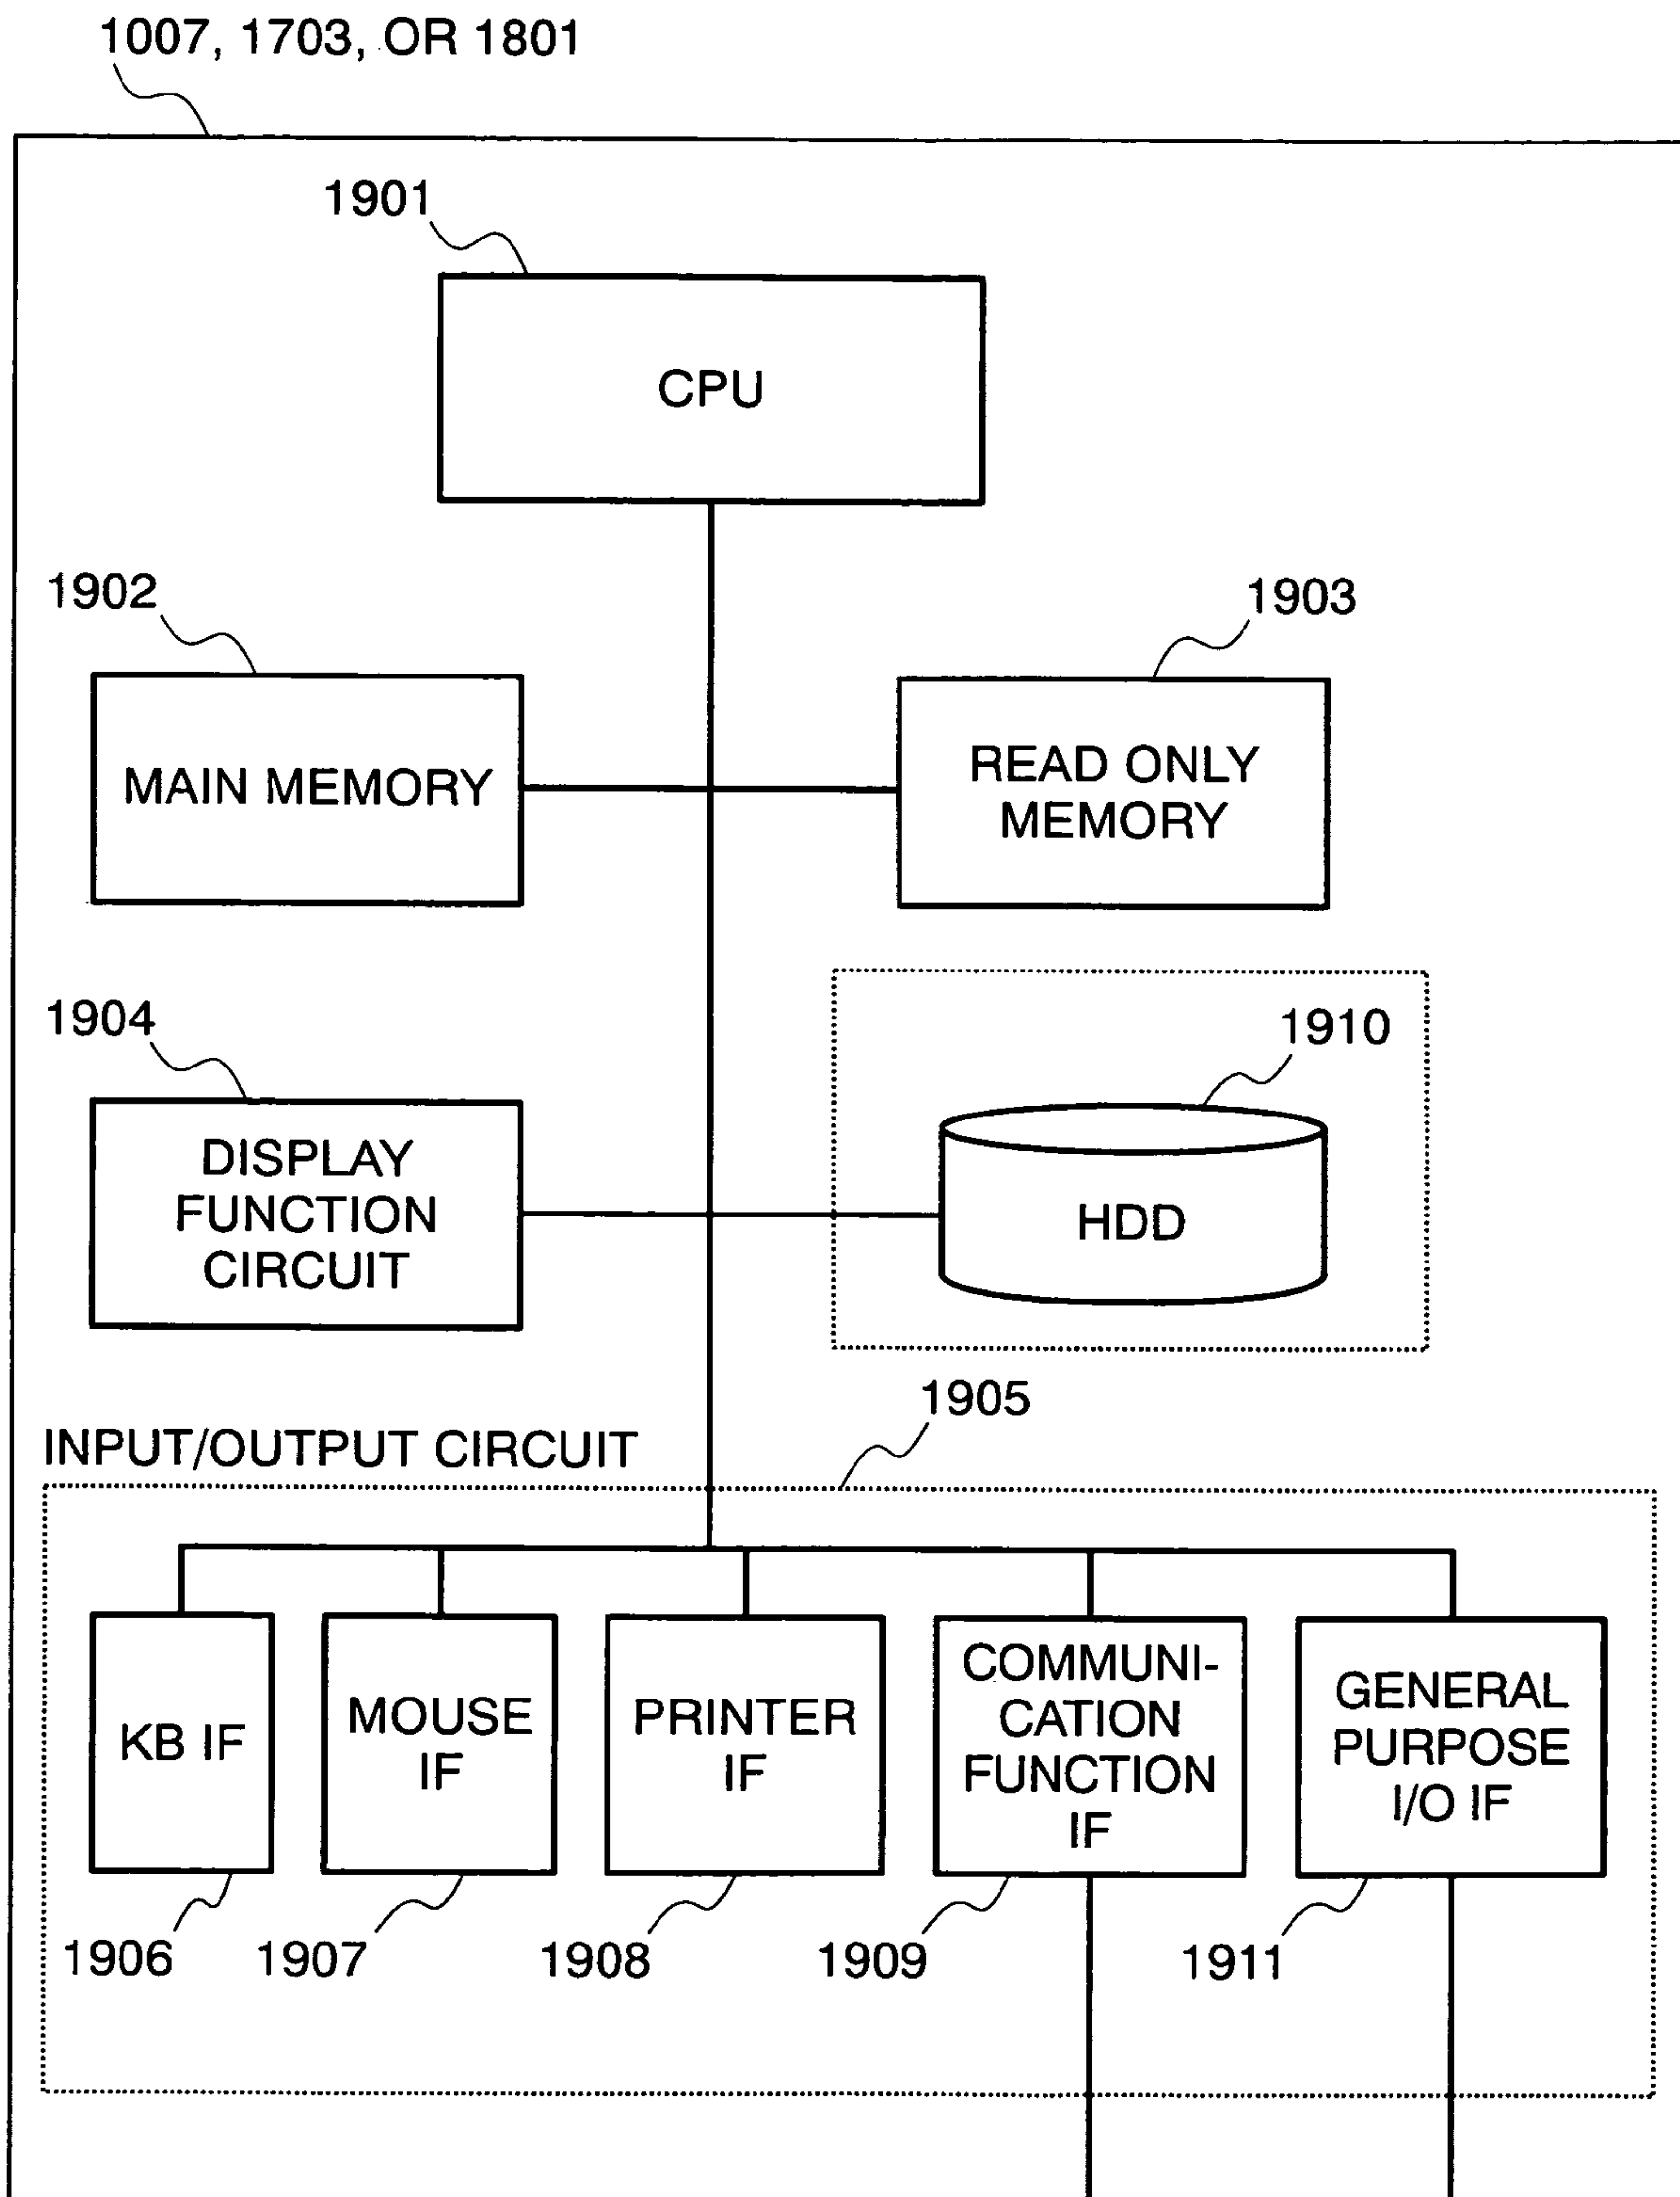 1007, 1703, OR 1801
1901
CPU
1902
1903
MAIN MEMORY
READ ONLY
MEMORY
1904
1910
DISPLAY
FUNCTION
CIRCUIT
HDD
1905
INPUT/OUTPUT CIRCUIT
KB IF
MOUSE
IF
PRINTER
IF
COMMUNI-
CATION
FUNCTION
IF
GENERAL
PURPOSE
I/O IF
1906
1907
1908
1909
1911